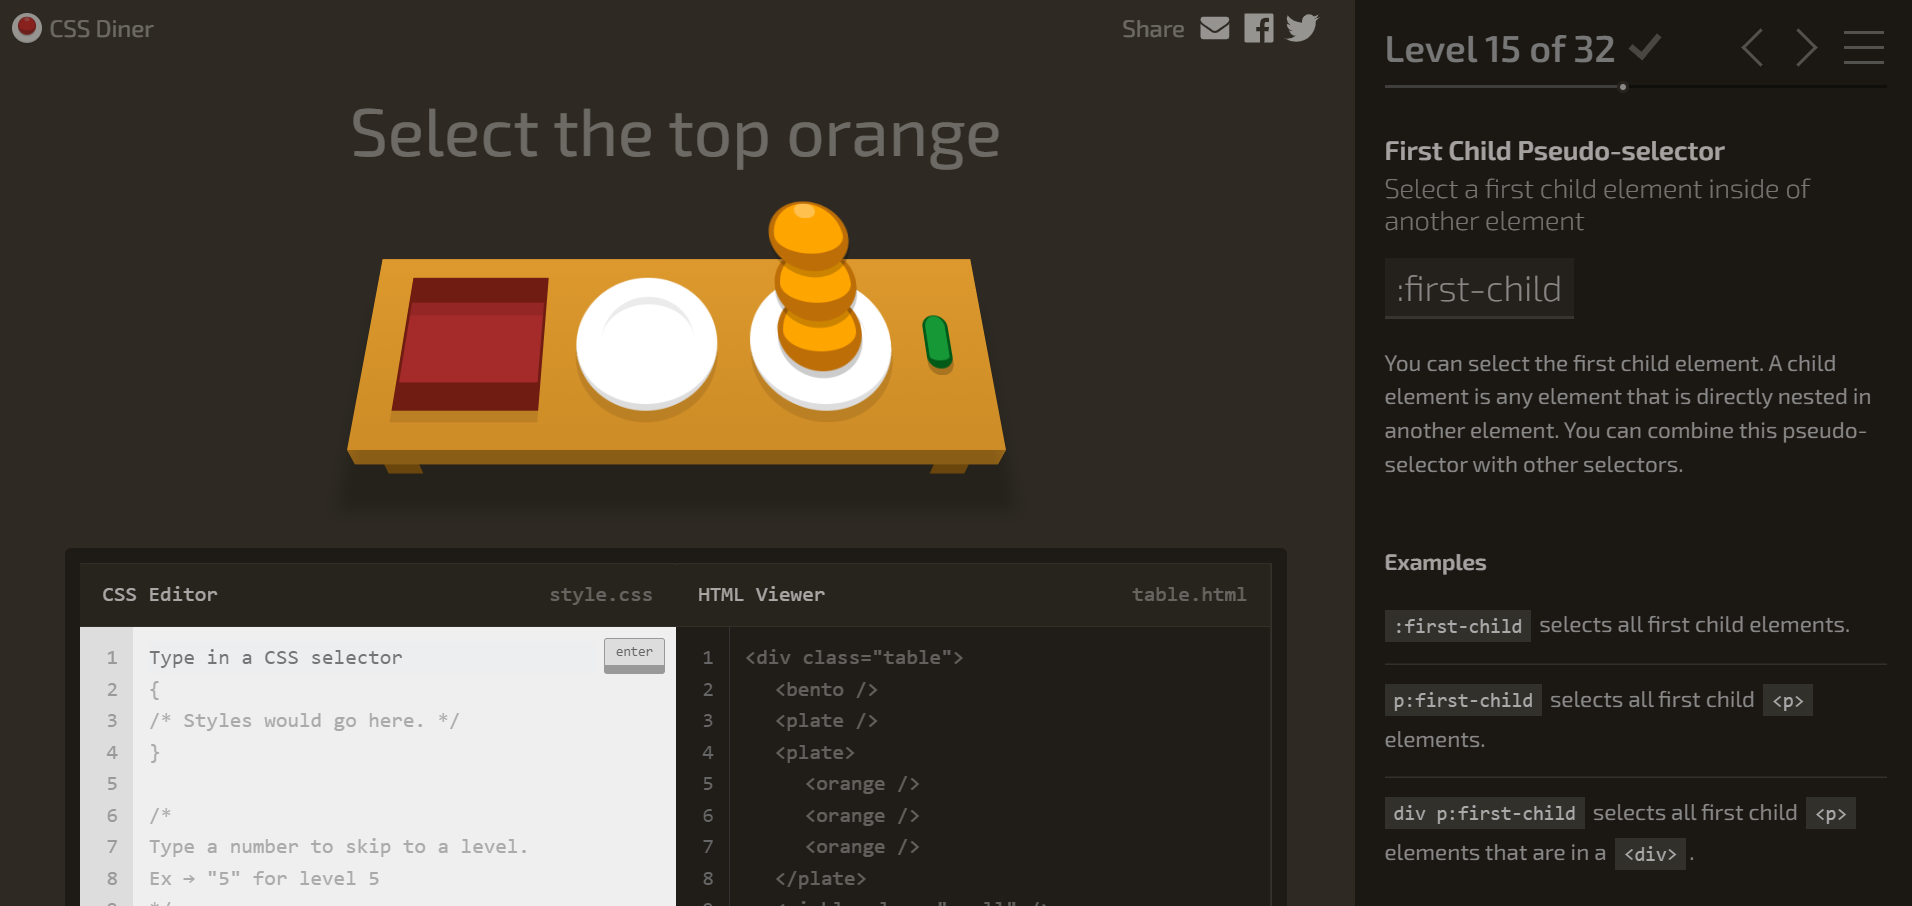 CSS Diner
Share
Select the top orange
CSS Editor
style.css
1 Type in a CSS selector
enter
2 {
3 /* Styles would go here. */
4 }
5
6 /*
7 Type a number to skip to a level.
8 Ex → "5" for level 5
HTML Viewer
table.html
1 <div class="table">
2 <bento />
3 <plate />
4 <plate>
5 <orange />
6 <orange />
7 <orange />
8 </plate>
Level 15 of 32
First Child Pseudo-selector
Select a first child element inside of
another element
:first-child
You can select the first child element. A child
element is any element that is directly nested in
another element. You can combine this pseudo-
selector with other selectors.
Examples
:first-child selects all first child elements.
p:first-child selects all first child <p>
elements.
div p:first-child selects all first child <p>
elements that are in a <div> .